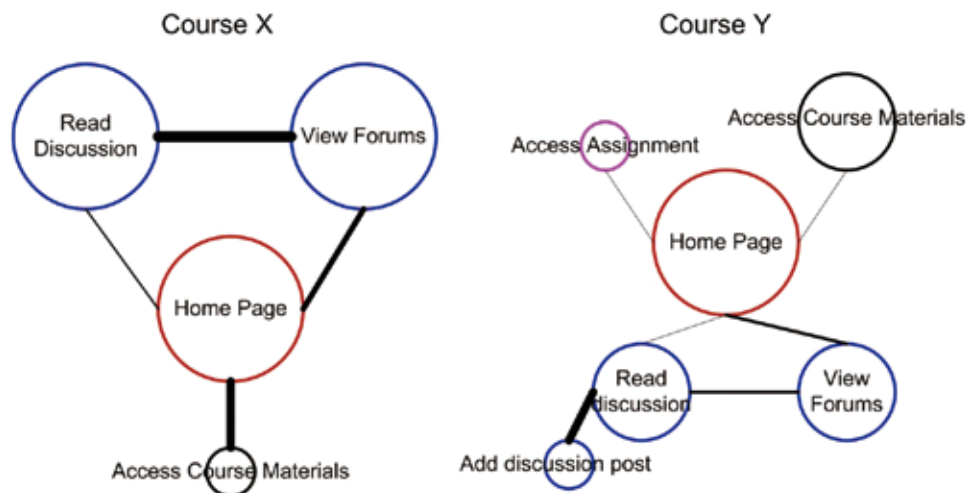 Course X
Read
Discussion
View Forums
Home Page
Access Course Materials
Course Y
Access Course Materials
Access Assignment
Home Page
Read
discussion
View
Forums
Add discussion post